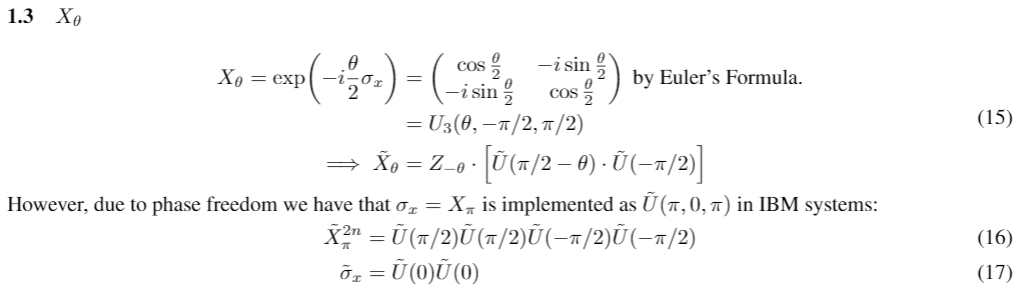 1.3 X_θ
X_θ = exp(−i θ/2 σ_x) = ( cos θ/2  −i sin θ/2 ; −i sin θ/2  cos θ/2 ) by Euler's Formula.
= U_3(θ, −π/2, π/2) (15)
⟹ X̃_θ = Z_{−θ} · [Ũ(π/2 − θ) · Ũ(−π/2)]
However, due to phase freedom we have that σ_x = X_π is implemented as Ũ(π, 0, π) in IBM systems:
X̃_π^{2n} = Ũ(π/2)Ũ(π/2)Ũ(−π/2)Ũ(−π/2) (16)
σ̃_x = Ũ(0)Ũ(0) (17)